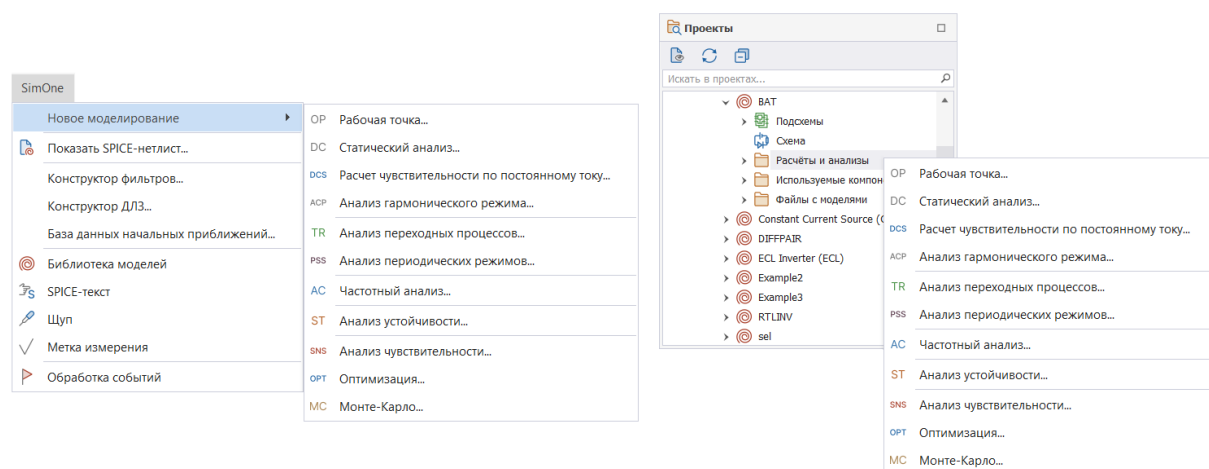 SimOne
Новое моделирование
Показать SPICE-нетлист...
Конструктор фильтров...
Конструктор ДЛЗ...
База данных начальных приближений...
Библиотека моделей
SPICE-текст
Щуп
Метка измерения
Обработка событий
OP Рабочая точка...
DC Статический анализ...
DCS Расчет чувствительности по постоянному току...
ACP Анализ гармонического режима...
TR Анализ переходных процессов...
PSS Анализ периодических режимов...
AC Частотный анализ...
ST Анализ устойчивости...
SNS Анализ чувствительности...
OPT Оптимизация...
MC Монте-Карло...
Проекты
Искать в проектах...
BAT
Подсхемы
Схема
Расчёты и анализы
Используемые компон
Файлы с моделями
Constant Current Source (
DIFFPAIR
ECL Inverter (ECL)
Example2
Example3
RTLINV
sel
OP Рабочая точка...
DC Статический анализ...
DCS Расчет чувствительности по постоянному току...
ACP Анализ гармонического режима...
TR Анализ переходных процессов...
PSS Анализ периодических режимов...
AC Частотный анализ...
ST Анализ устойчивости...
SNS Анализ чувствительности...
OPT Оптимизация...
MC Монте-Карло...